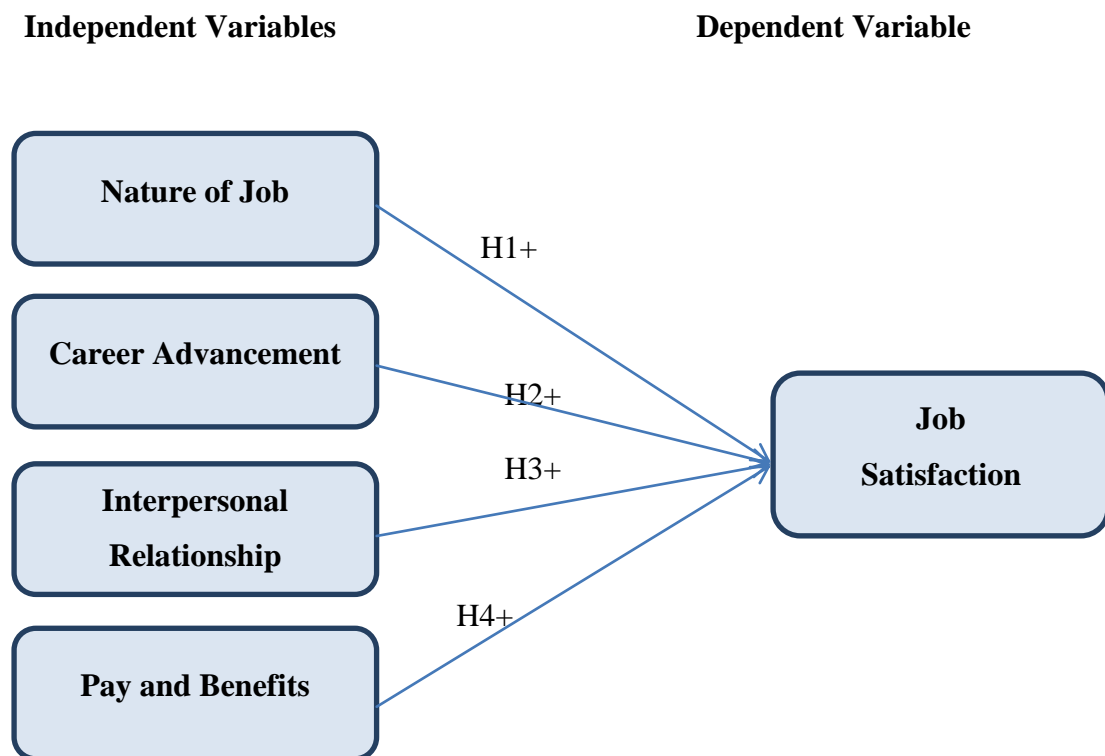 Independent Variables
Dependent Variable
Nature of Job
H1+
Career Advancement
H2+
Job
Satisfaction
H3+
Interpersonal
Relationship
H4+
Pay and Benefits